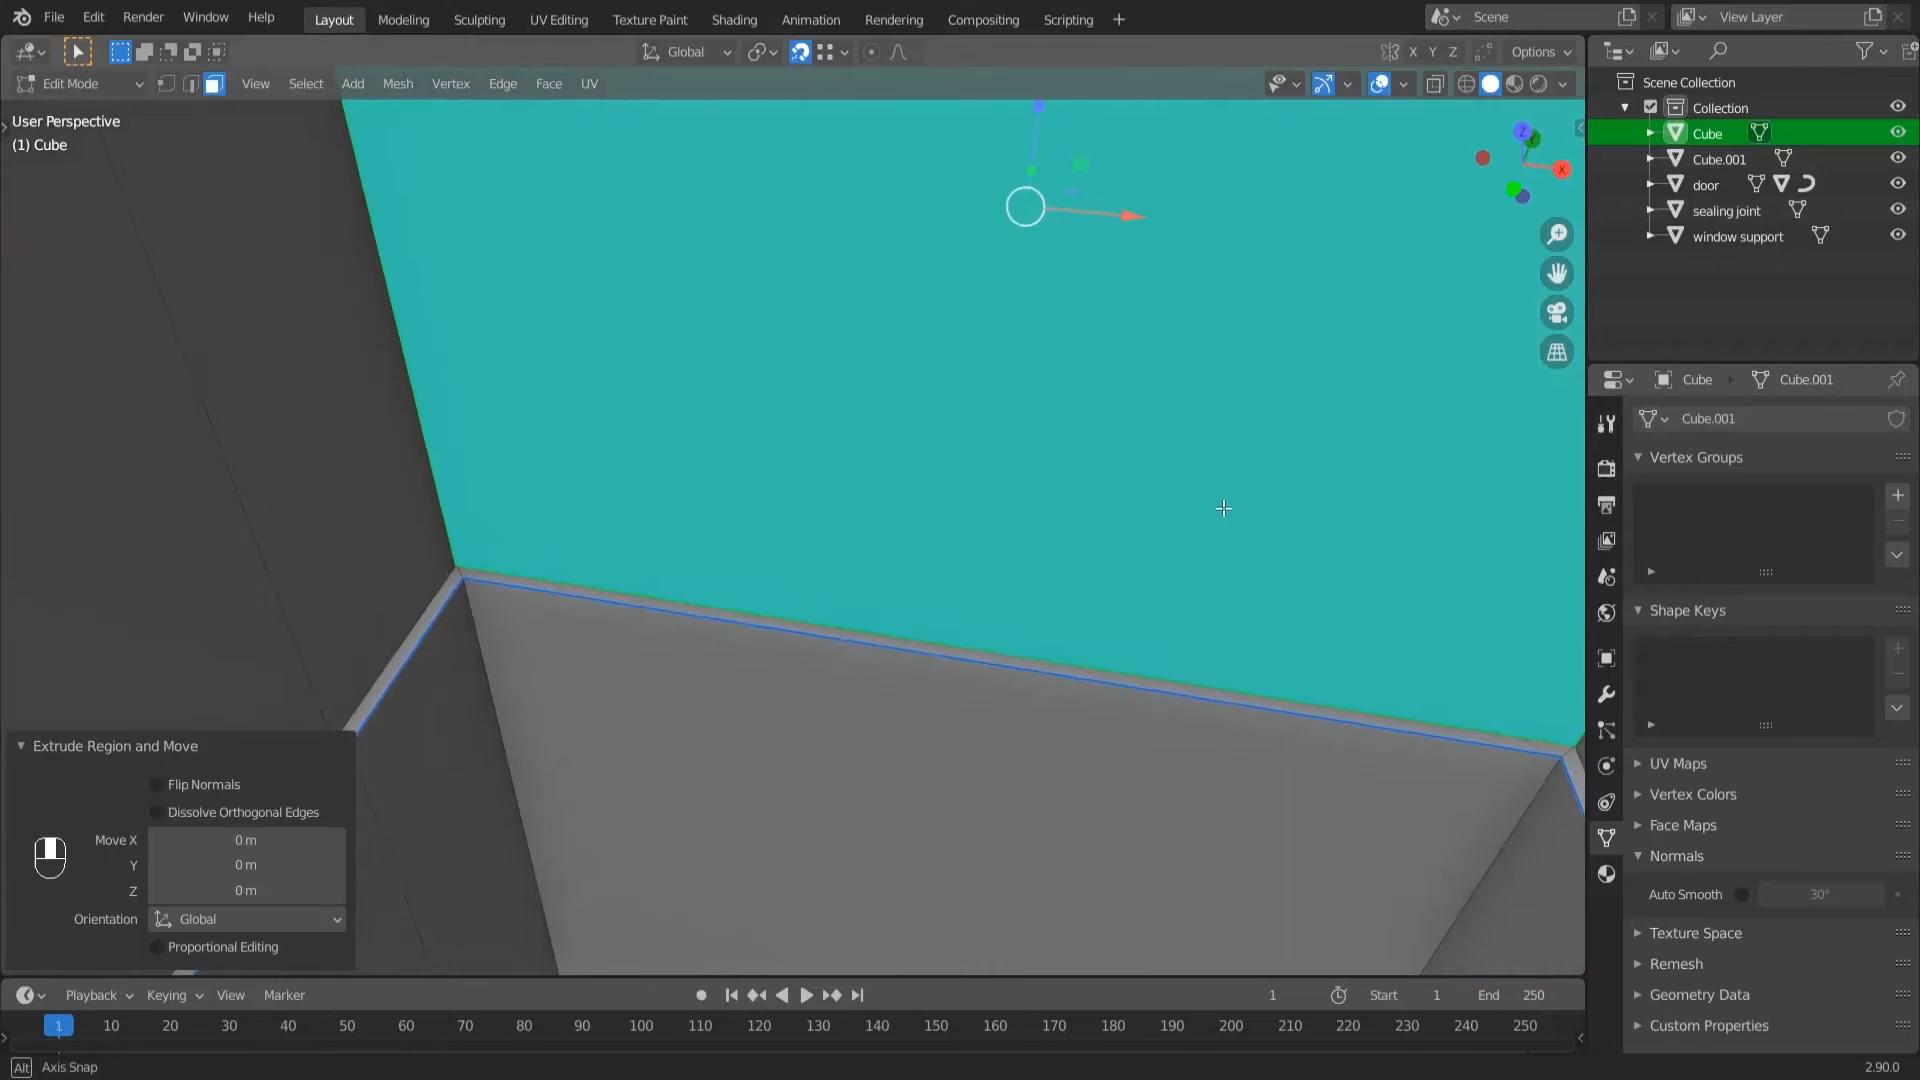 File Edit Render Window Help Layout Modeling Sculpting UV Editing Texture Paint Shading Animation Rendering Compositing Scripting + Scene View Layer
Global X Y Z Options
Edit Mode View Select Add Mesh Vertex Edge Face UV
User Perspective
(1) Cube
Z
X
Scene Collection
Collection
Cube
Cube.001
door
sealing joint
window support
Cube Cube.001
Cube.001
Vertex Groups
Shape Keys
UV Maps
Vertex Colors
Face Maps
Normals
Auto Smooth 30°
Texture Space
Remesh
Geometry Data
Custom Properties
Extrude Region and Move
Flip Normals
Dissolve Orthogonal Edges
Move X 0 m
Y 0 m
Z 0 m
Orientation Global
Proportional Editing
Playback Keying View Marker 1 Start 1 End 250
1 10 20 30 40 50 60 70 80 90 100 110 120 130 140 150 160 170 180 190 200 210 220 230 240 250
Alt Axis Snap 2.90.0